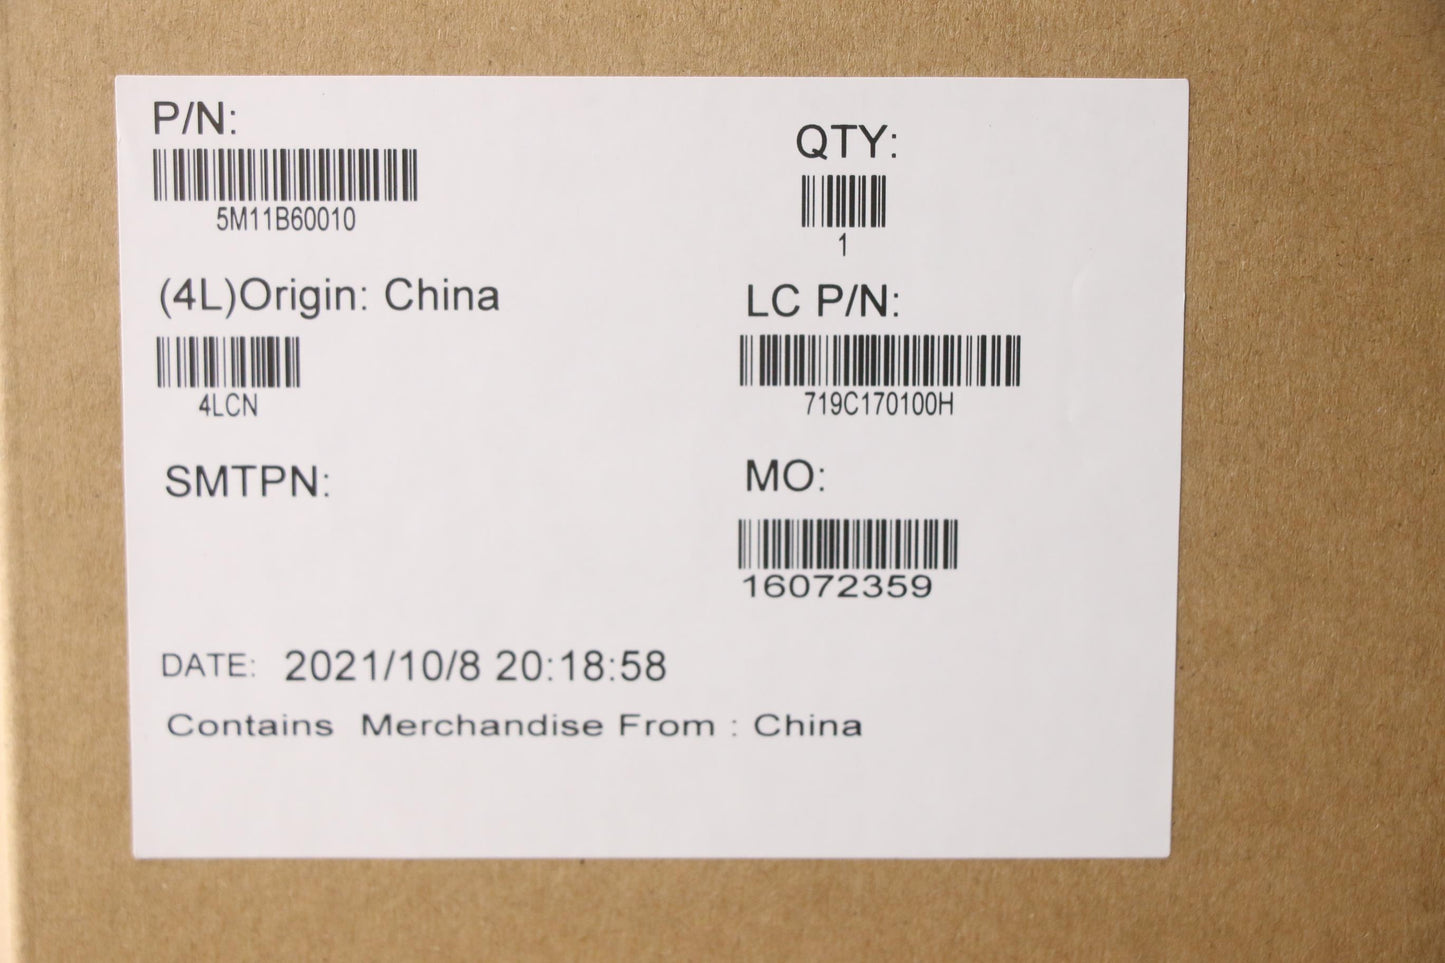 P/N:
5M11B60010
QTY:
1
(4L)Origin: China
4LCN
LC P/N:
719C170100H
SMTPN:
MO:
16072359
DATE: 2021/10/8 20:18:58
Contains Merchandise From : China